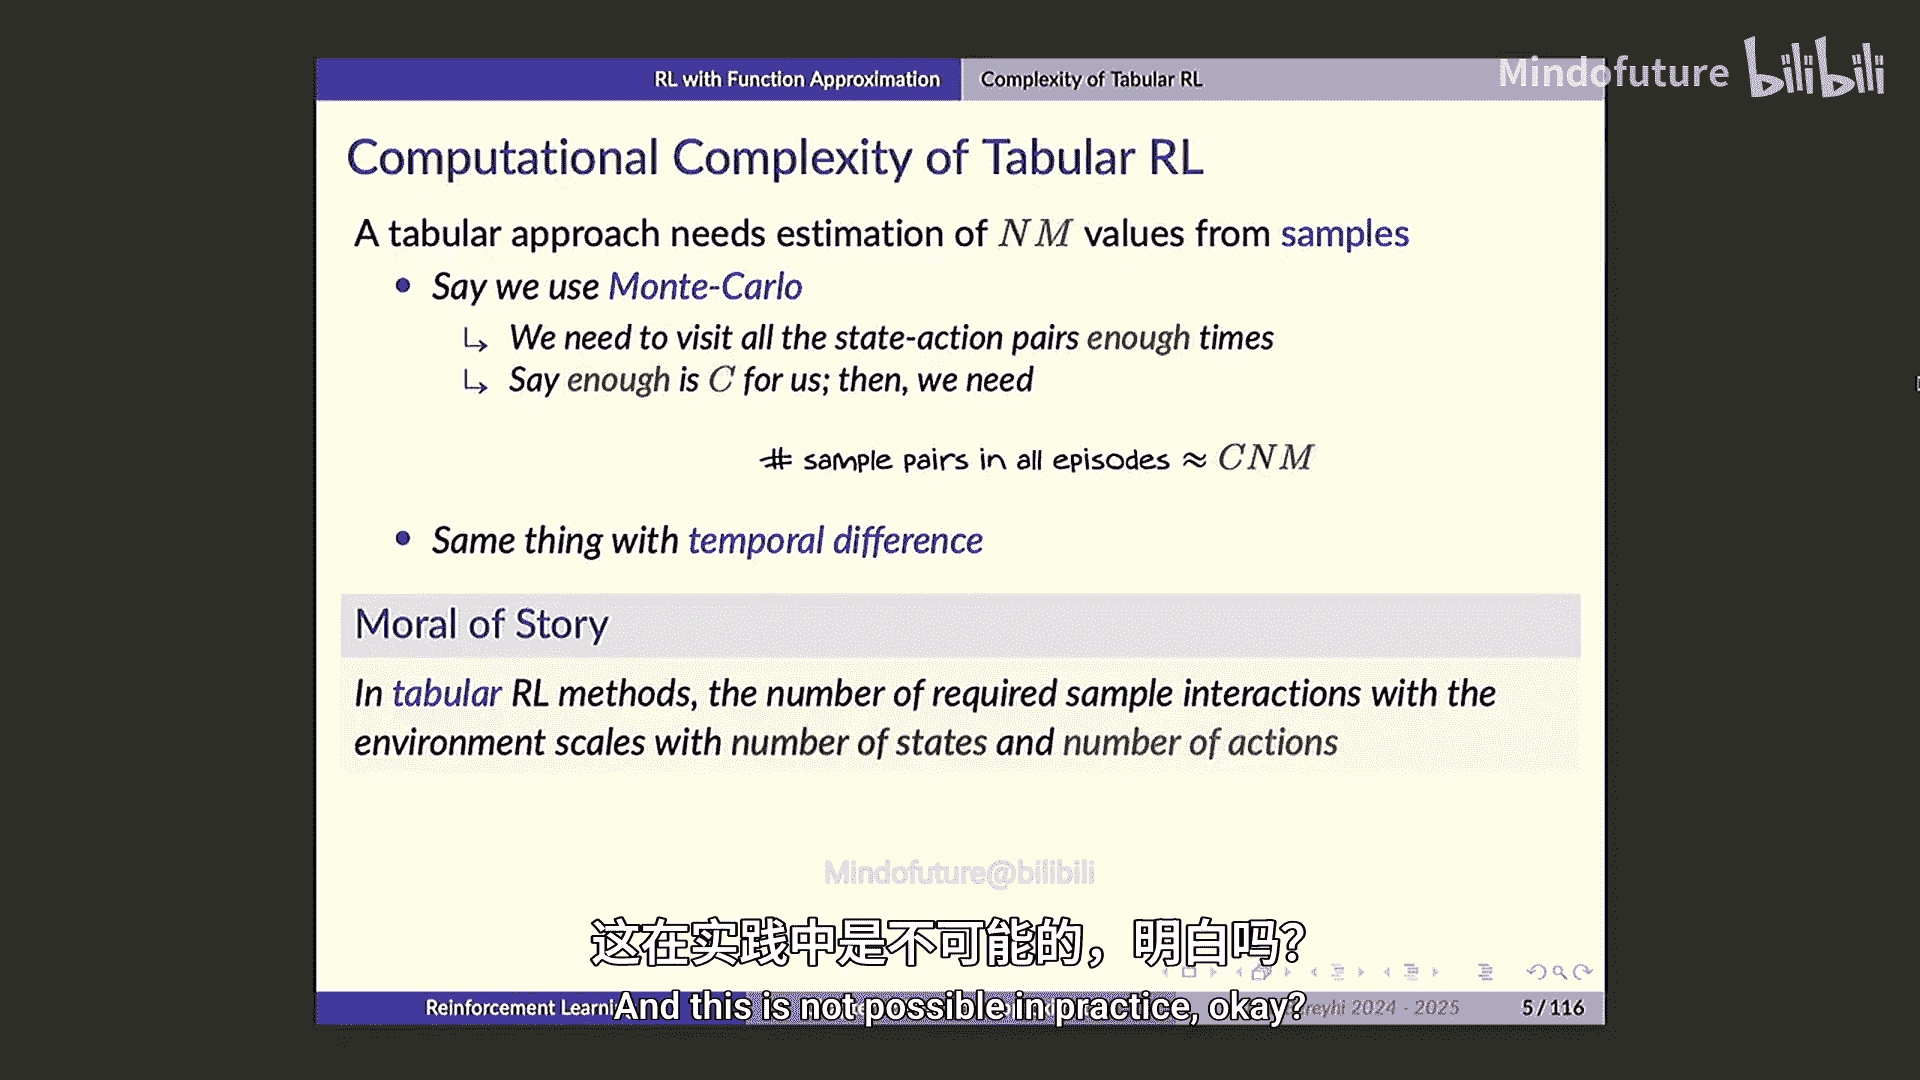 RL with Function Approximation
Complexity of Tabular RL
Mindofuture bilibili
Computational Complexity of Tabular RL
A tabular approach needs estimation of NM values from samples
• Say we use Monte-Carlo
↳ We need to visit all the state-action pairs enough times
↳ Say enough is C for us; then, we need
# sample pairs in all episodes ≈ CNM
• Same thing with temporal difference
Moral of Story
In tabular RL methods, the number of required sample interactions with the
environment scales with number of states and number of actions
Mindofuture@bilibili
这在实践中是不可能的，明白吗？
And this is not possible in practice, okay?
Reinforcement
2024 - 2025
5 / 116